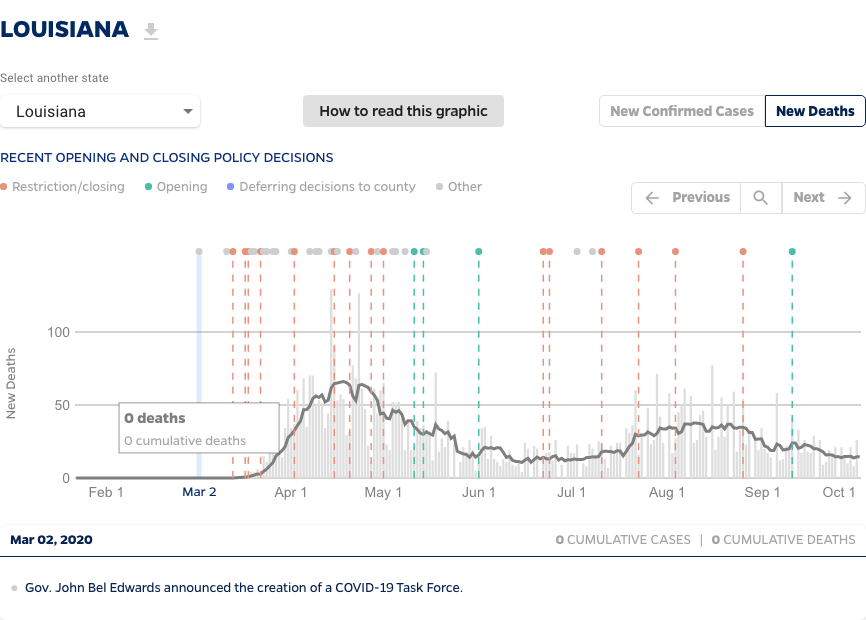 LOUISIANA
Select another state
Louisiana
How to read this graphic
New Confirmed Cases
New Deaths
RECENT OPENING AND CLOSING POLICY DECISIONS
Restriction/closing
Opening
Deferring decisions to county
Other
Previous
Next
New Deaths
100
50
0
0 deaths
0 cumulative deaths
Feb 1
Mar 2
Apr 1
May 1
Jun 1
Jul 1
Aug 1
Sep 1
Oct 1
Mar 02, 2020
0 CUMULATIVE CASES | 0 CUMULATIVE DEATHS
Gov. John Bel Edwards announced the creation of a COVID-19 Task Force.